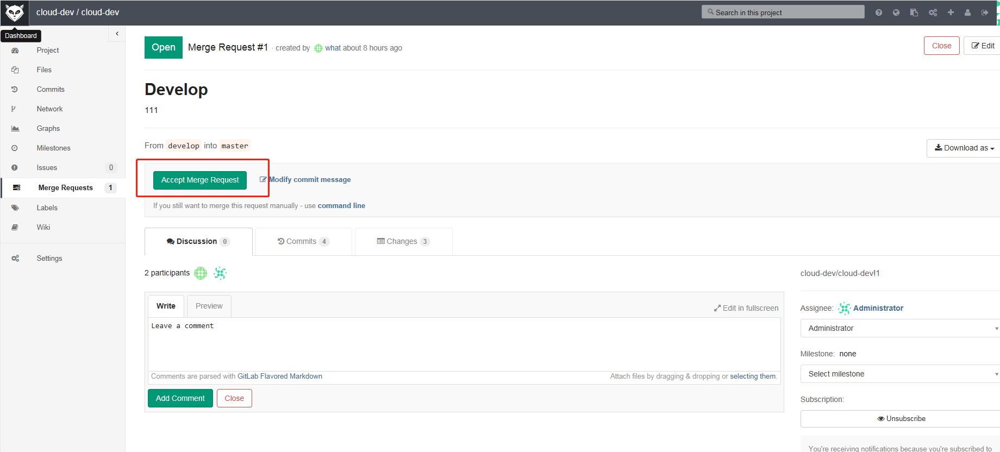 cloud-dev / cloud-dev
Search in this project
Dashboard
Project
Files
Commits
Network
Graphs
Milestones
Issues 0
Merge Requests 1
Labels
Wiki
Settings
Open Merge Request #1 · created by what about 8 hours ago
Close Edit
Develop
111
From develop into master
Download as
Accept Merge Request Modify commit message
If you still want to merge this request manually - use command line
Discussion 0 Commits 4 Changes 3
2 participants
cloud-dev/cloud-dev!1
Write Preview Edit in fullscreen
Leave a comment
Comments are parsed with GitLab Flavored Markdown Attach files by dragging & dropping or selecting them.
Add Comment Close
Assignee: Administrator
Administrator
Milestone: none
Select milestone
Subscription:
Unsubscribe
You're receiving notifications because you're subscribed to